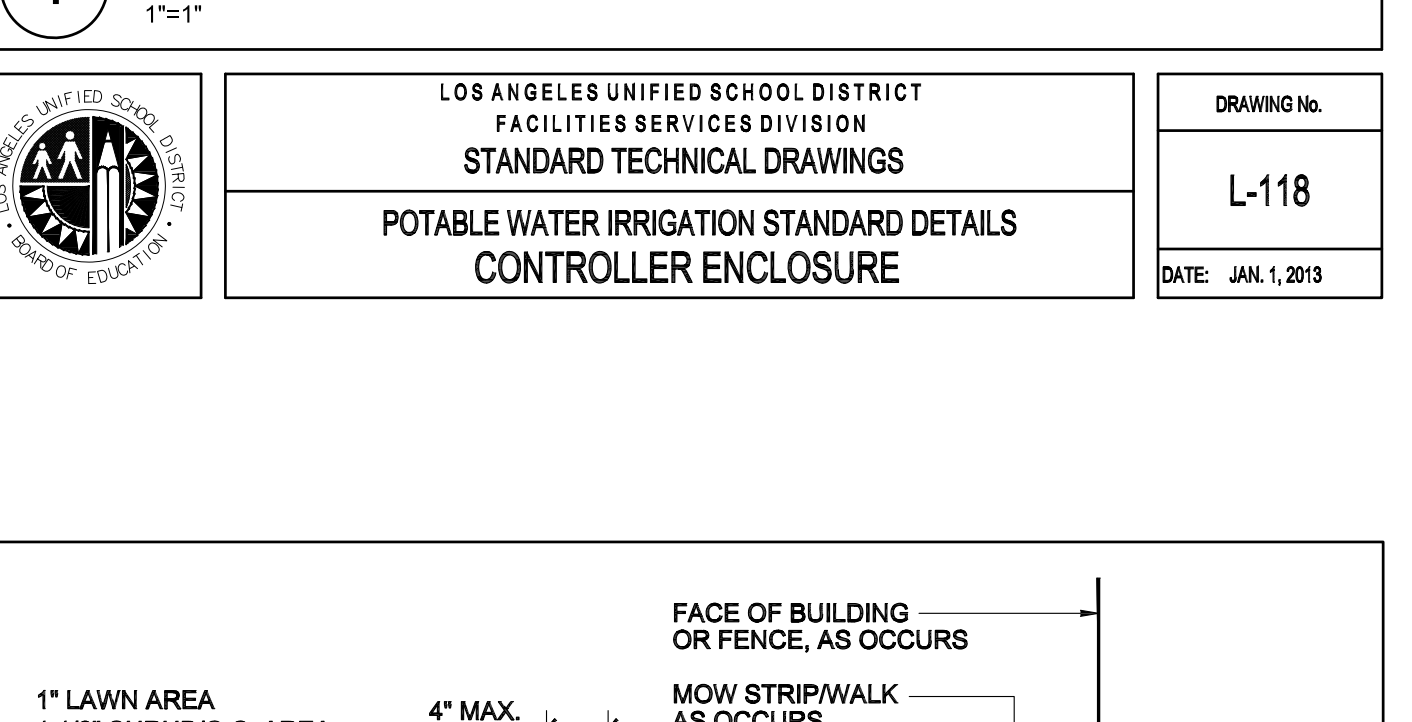 1"=1"
LOS ANGELES UNIFIED SCHOOL DISTRICT
BOARD OF EDUCATION
LOS ANGELES UNIFIED SCHOOL DISTRICT
FACILITIES SERVICES DIVISION
STANDARD TECHNICAL DRAWINGS
POTABLE WATER IRRIGATION STANDARD DETAILS
CONTROLLER ENCLOSURE
DRAWING No.
L-118
DATE: JAN. 1, 2013
FACE OF BUILDING
OR FENCE, AS OCCURS
1" LAWN AREA
4" MAX.
MOW STRIP/WALK
AS OCCURS